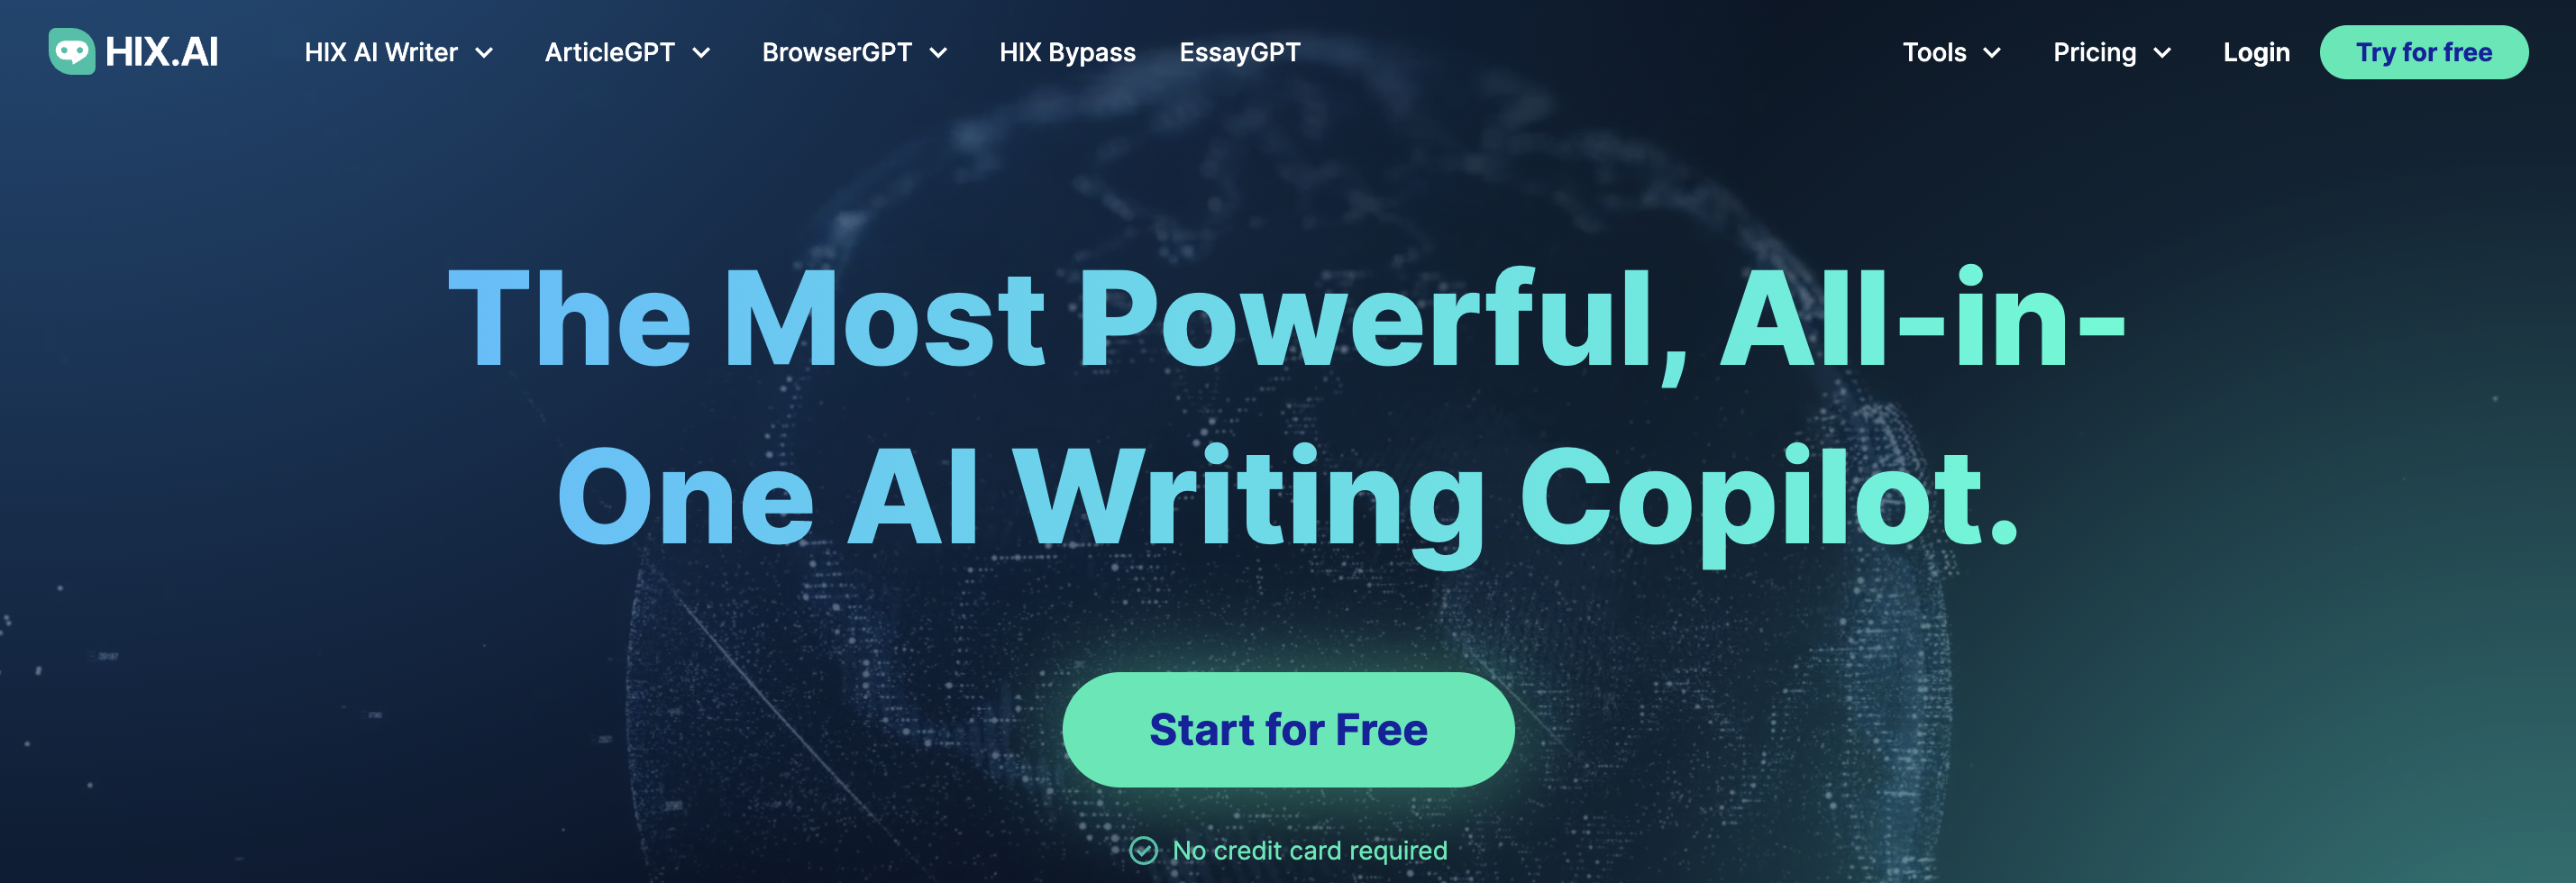 HIX.AI HIX AI Writer ArticleGPT BrowserGPT HIX Bypass EssayGPT Tools Pricing Login Try for free
The Most Powerful, All-in-
One AI Writing Copilot.
Start for Free
No credit card required